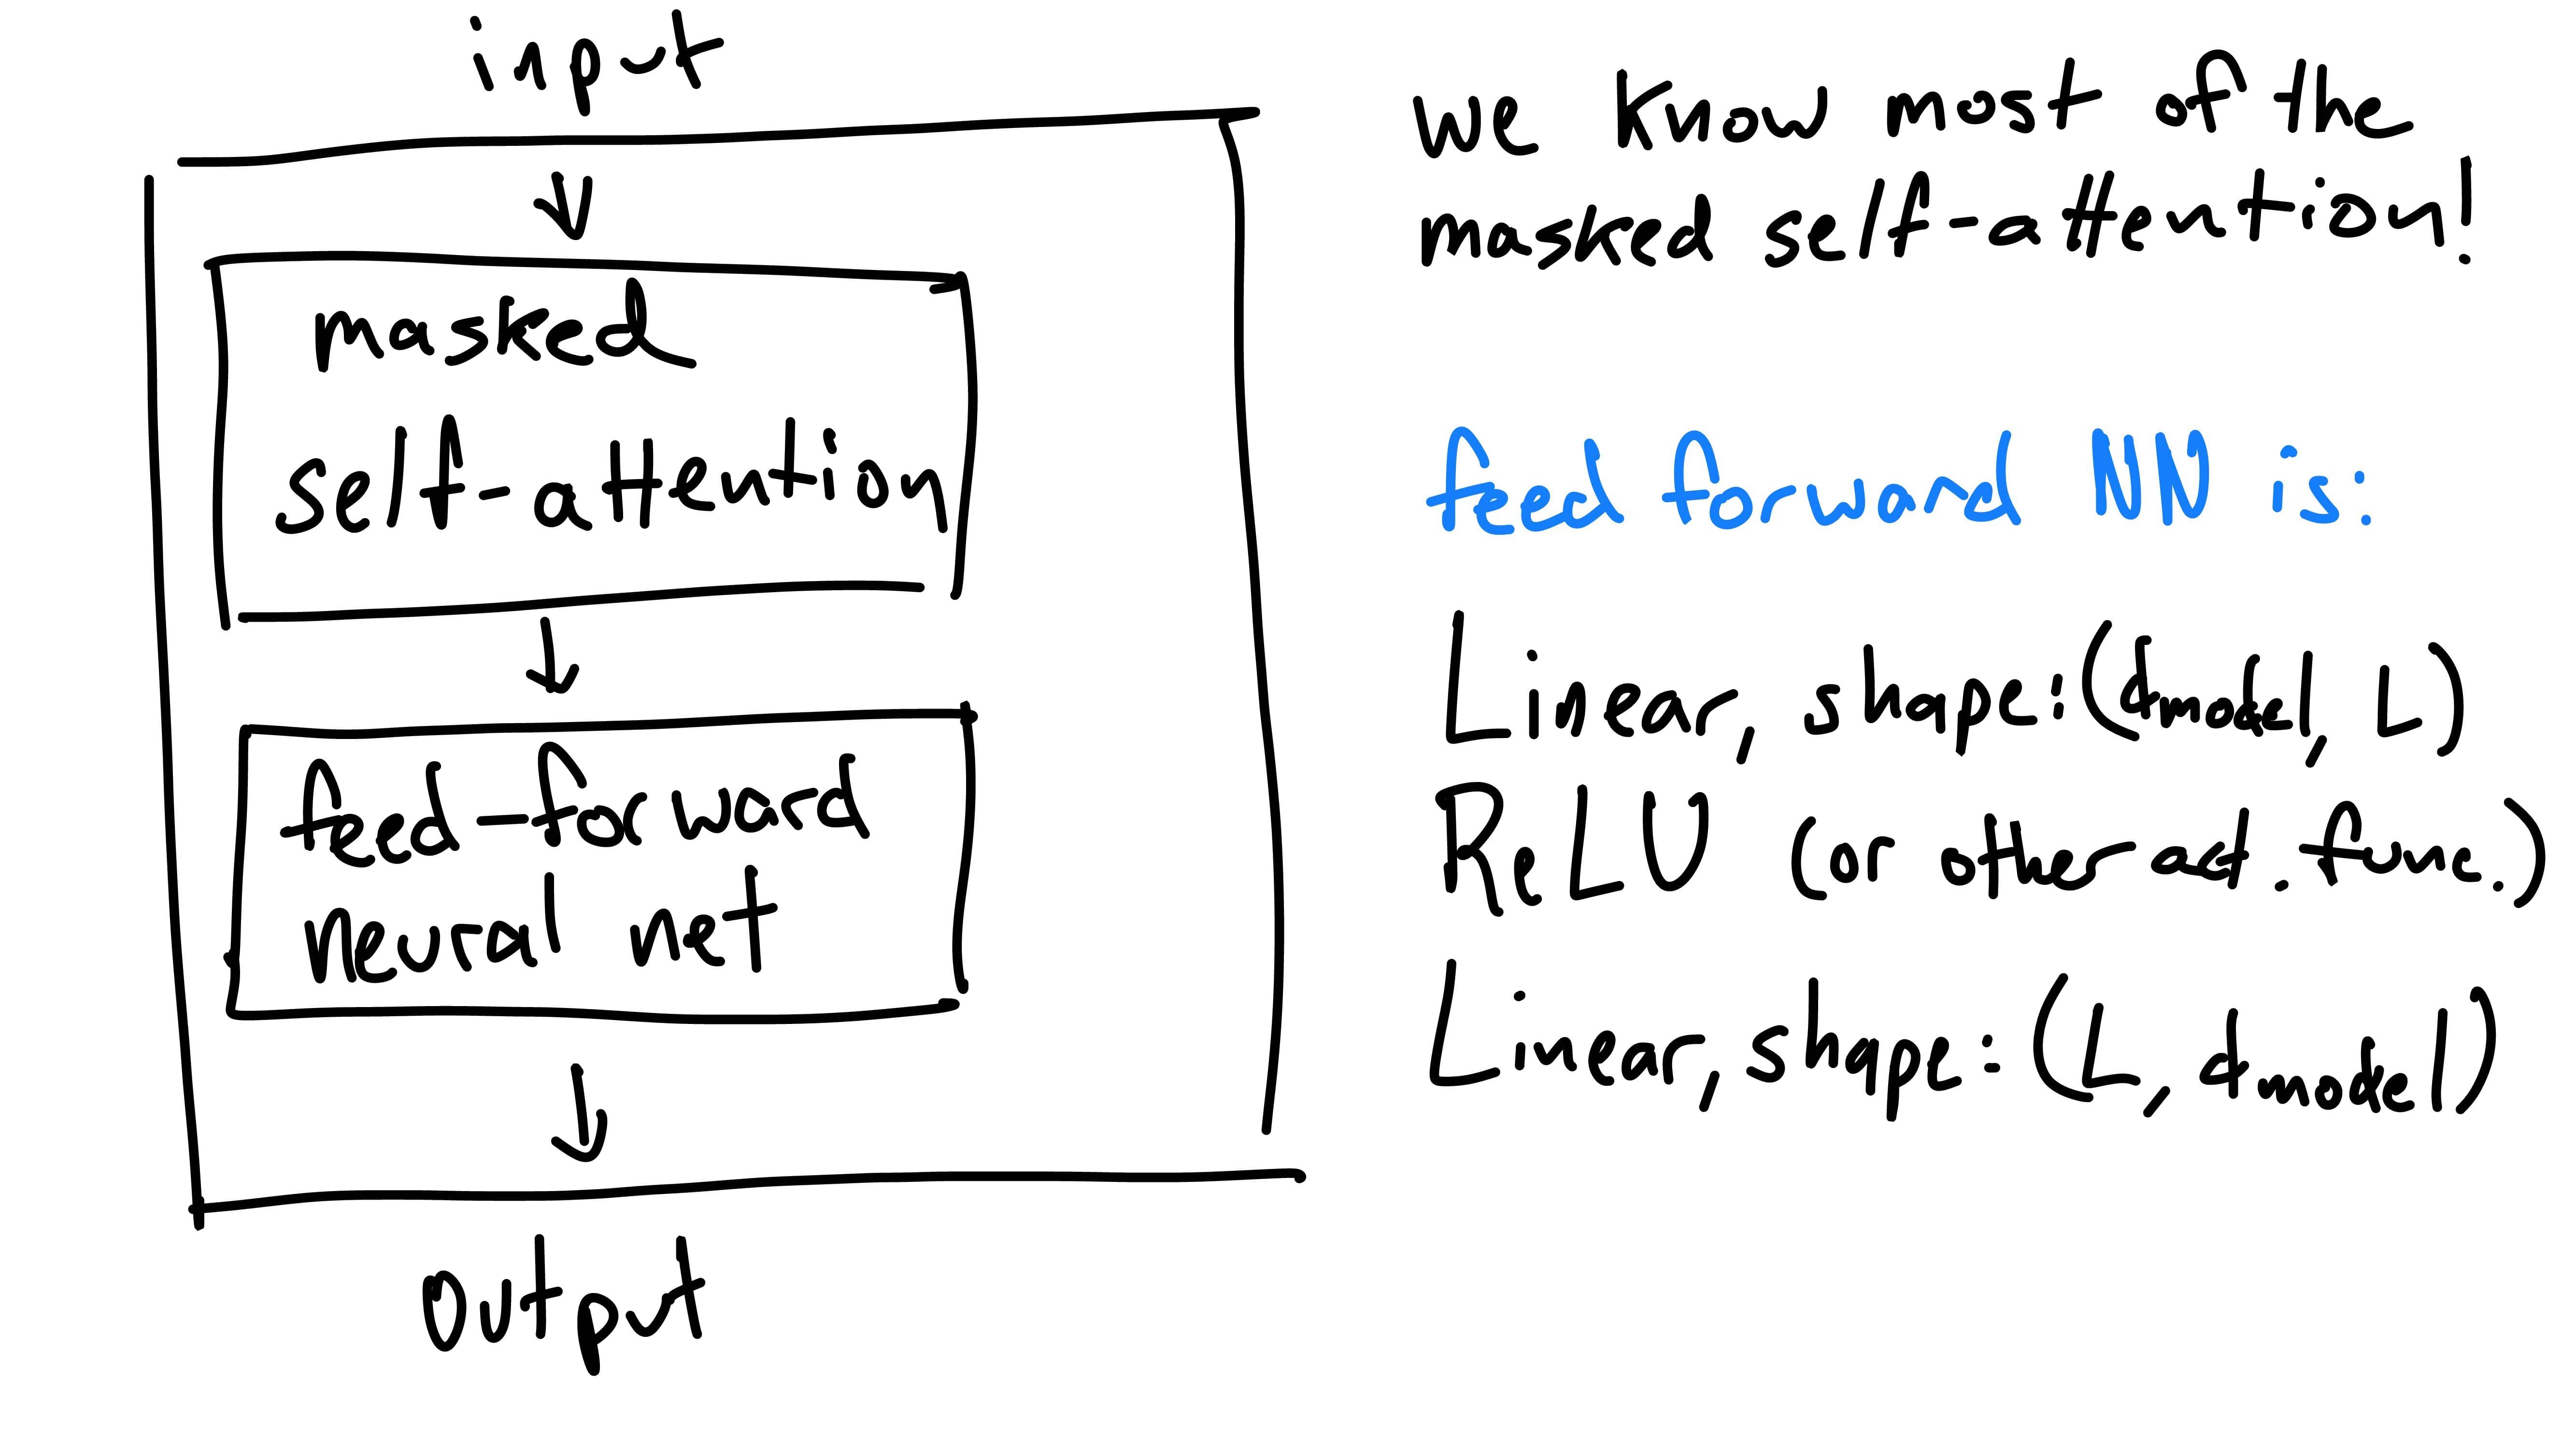 input
masked
self-attention
feed-forward
neural net
output
we know most of the
masked self-attention!
feed forward NN is:
Linear, shape: (dmodel, L)
ReLU (or other act. func.)
Linear, shape: (L, dmodel)